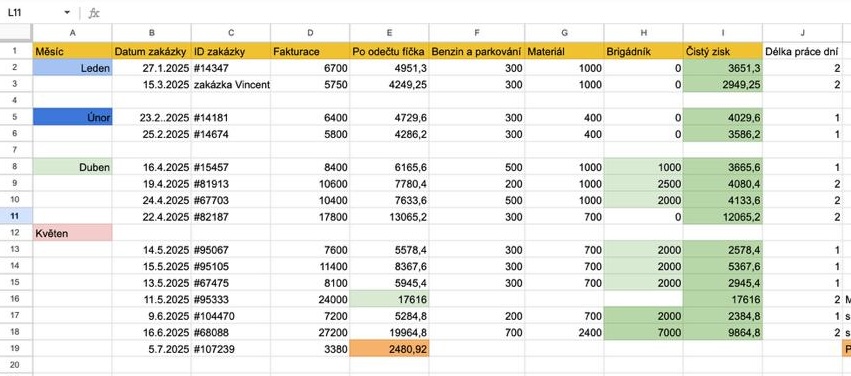 L11 fx
A B C D E F G H I J
1 Měsíc Datum zakázky ID zakázky Fakturace Po odečtu fíčka Benzin a parkování Materiál Brigádník Čistý zisk Délka práce dní
2 Leden 27.1.2025 #14347 6700 4951,3 300 1000 0 3651,3 2
3 15.3.2025 zakázka Vincent 5750 4249,25 300 1000 0 2949,25 2
4
5 Únor 23.2..2025 #14181 6400 4729,6 300 400 0 4029,6 1
6 25.2.2025 #14674 5800 4286,2 300 400 0 3586,2 1
7
8 Duben 16.4.2025 #15457 8400 6165,6 500 1000 1000 3665,6 1
9 19.4.2025 #81913 10600 7780,4 200 1000 2500 4080,4 2
10 24.4.2025 #67703 10400 7633,6 500 1000 2000 4133,6 2
11 22.4.2025 #82187 17800 13065,2 300 700 0 12065,2 2
12 Květen
13 14.5.2025 #95067 7600 5578,4 300 700 2000 2578,4 1
14 15.5.2025 #95105 11400 8367,6 300 700 2000 5367,6 1
15 13.5.2025 #67475 8100 5945,4 300 700 2000 2945,4 1
16 11.5.2025 #95333 24000 17616 17616 2
17 9.6.2025 #104470 7200 5284,8 200 700 2000 2384,8 1 s
18 16.6.2025 #68088 27200 19964,8 700 2400 7000 9864,8 2 s
19 5.7.2025 #107239 3380 2480,92
20